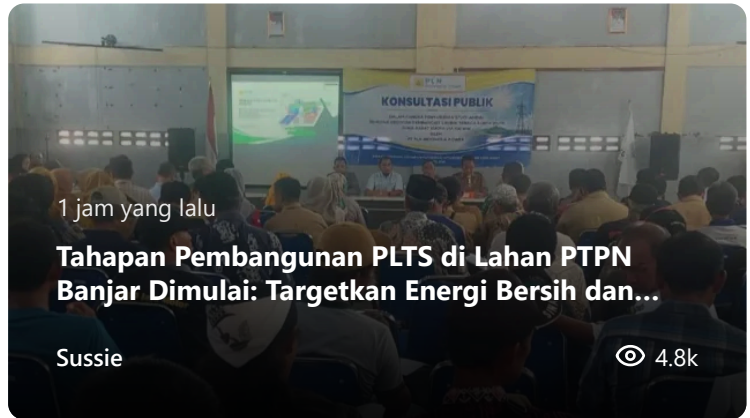 PLN
KONSULTASI PUBLIK
1 jam yang lalu
Tahapan Pembangunan PLTS di Lahan PTPN
Banjar Dimulai: Targetkan Energi Bersih dan...
Sussie
4.8k